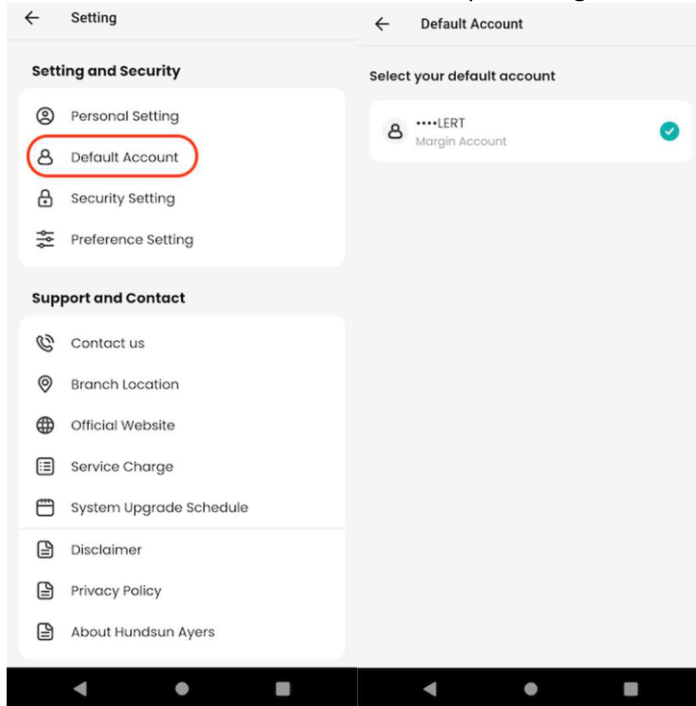 Setting
Setting and Security
Personal Setting
Default Account
Security Setting
Preference Setting
Support and Contact
Contact us
Branch Location
Official Website
Service Charge
System Upgrade Schedule
Disclaimer
Privacy Policy
About Hundsun Ayers
Default Account
Select your default account
••••LERT
Margin Account